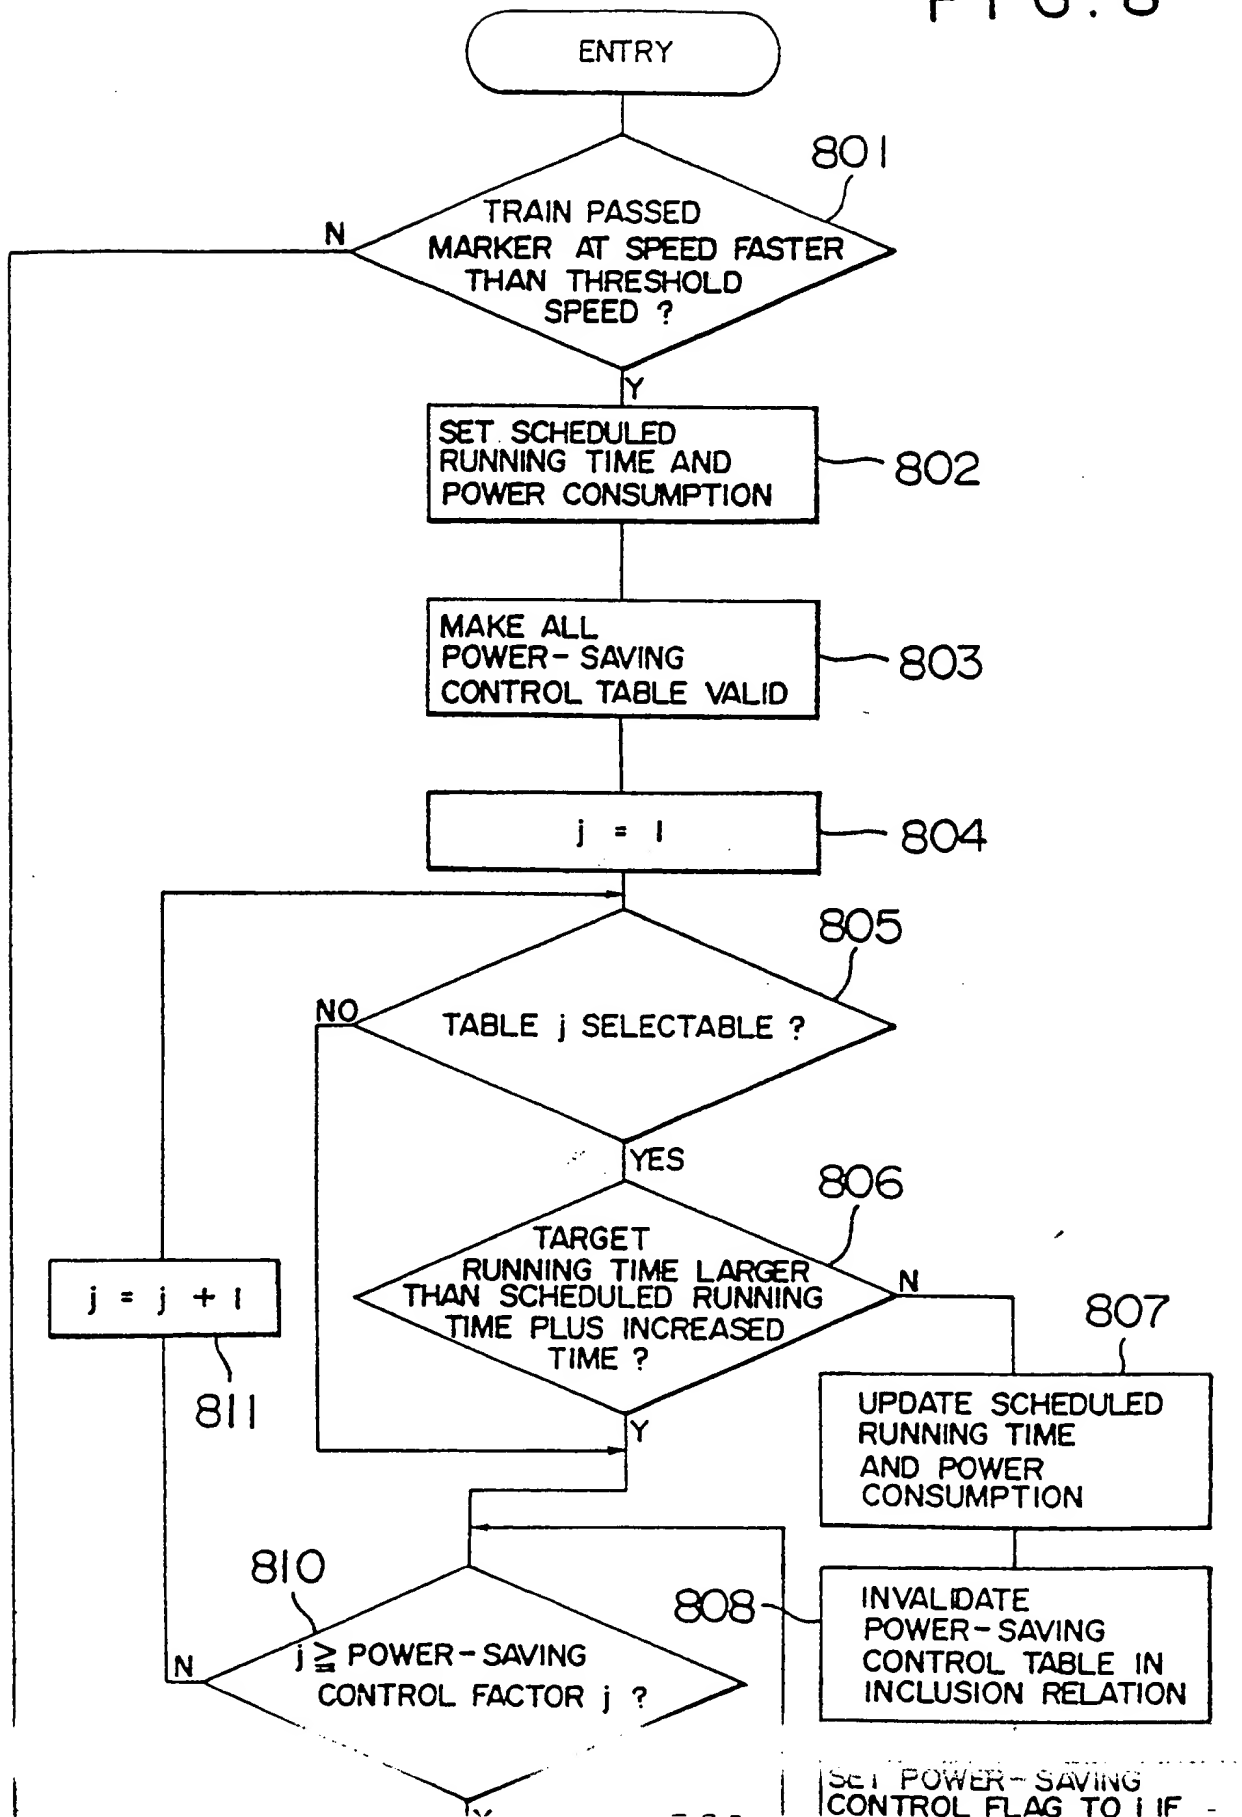 ENTRY
801
TRAIN PASSED
N
MARKER AT SPEED FASTER
THAN THRESHOLD
SPEED ?
Y
SET SCHEDULED
RUNNING TIME AND
POWER CONSUMPTION
802
MAKE ALL
POWER-SAVING
CONTROL TABLE VALID
803
j = 1
804
805
NO
TABLE j SELECTABLE ?
YES
806
TARGET
RUNNING TIME LARGER
THAN SCHEDULED RUNNING
TIME PLUS INCREASED
TIME ?
N
j = j + 1
811
807
Y
UPDATE SCHEDULED
RUNNING TIME
AND POWER
CONSUMPTION
810
808
INVALIDATE
POWER-SAVING
CONTROL TABLE IN
INCLUSION RELATION
j ≧ POWER-SAVING
CONTROL FACTOR j ?
N
SET POWER-SAVING
CONTROL FLAG TO 1 IF
Y